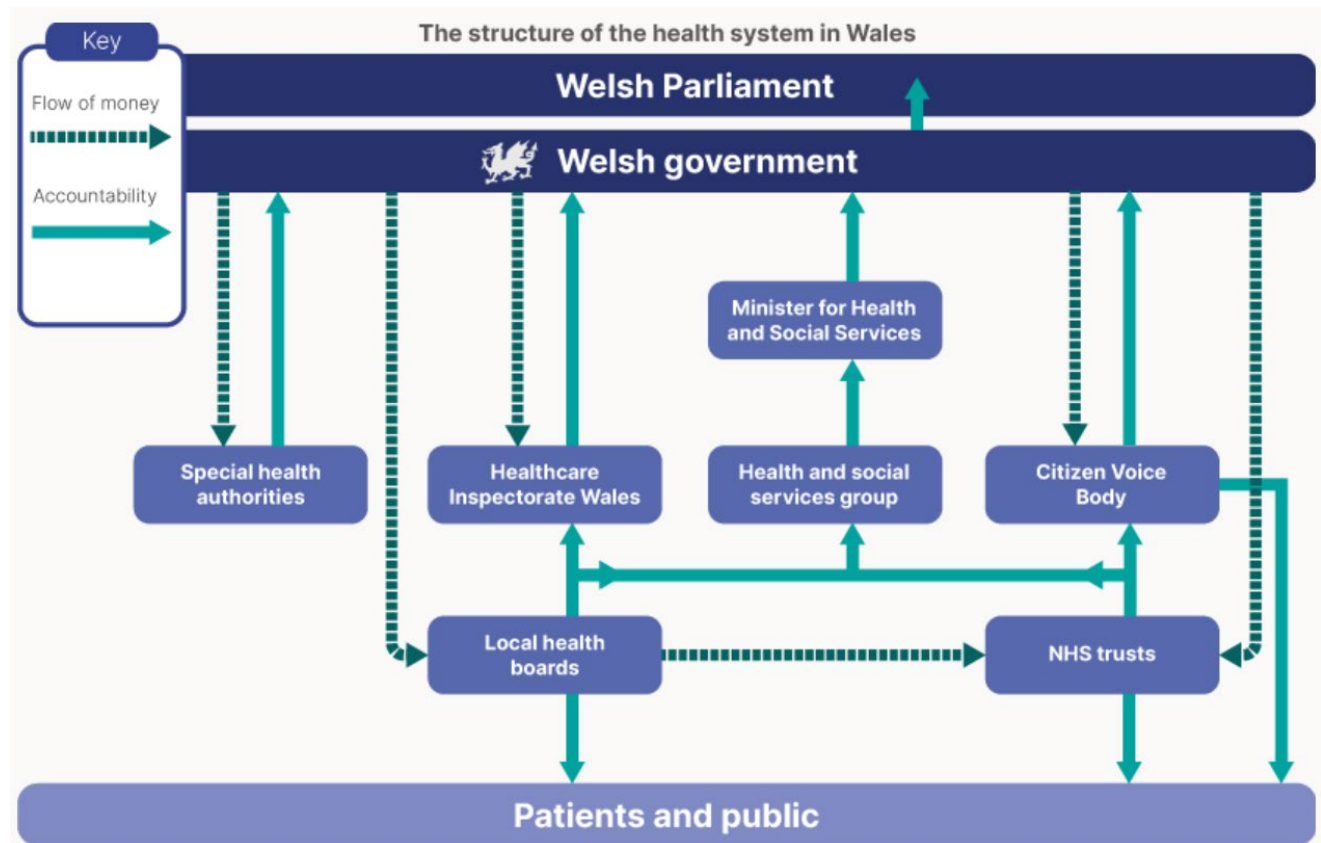 Key
The structure of the health system in Wales
Flow of money
Accountability
Welsh Parliament
Welsh government
Minister for Health
and Social Services
Special health
authorities
Healthcare
Inspectorate Wales
Health and social
services group
Citizen Voice
Body
Local health
boards
NHS trusts
Patients and public